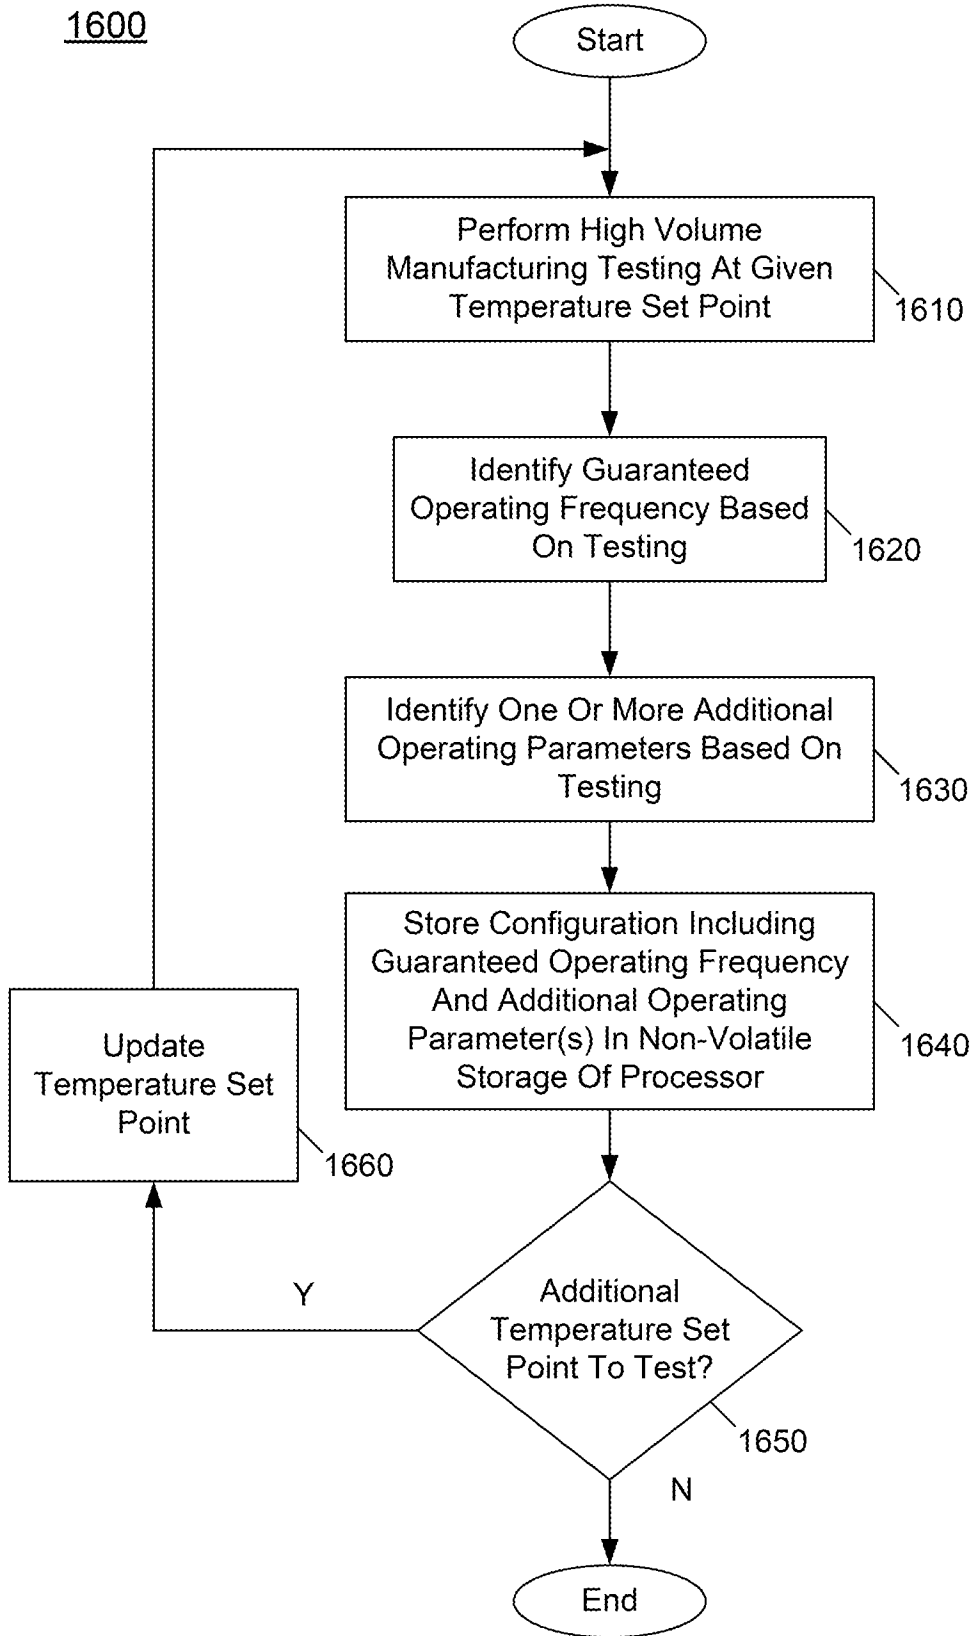 1600
Start
Perform High Volume
Manufacturing Testing At Given
Temperature Set Point
1610
Identify Guaranteed
Operating Frequency Based
On Testing
1620
Identify One Or More Additional
Operating Parameters Based On
Testing
1630
Store Configuration Including
Guaranteed Operating Frequency
And Additional Operating
Parameter(s) In Non-Volatile
Storage Of Processor
1640
Update
Temperature Set
Point
1660
Y
Additional
Temperature Set
Point To Test?
1650
N
End